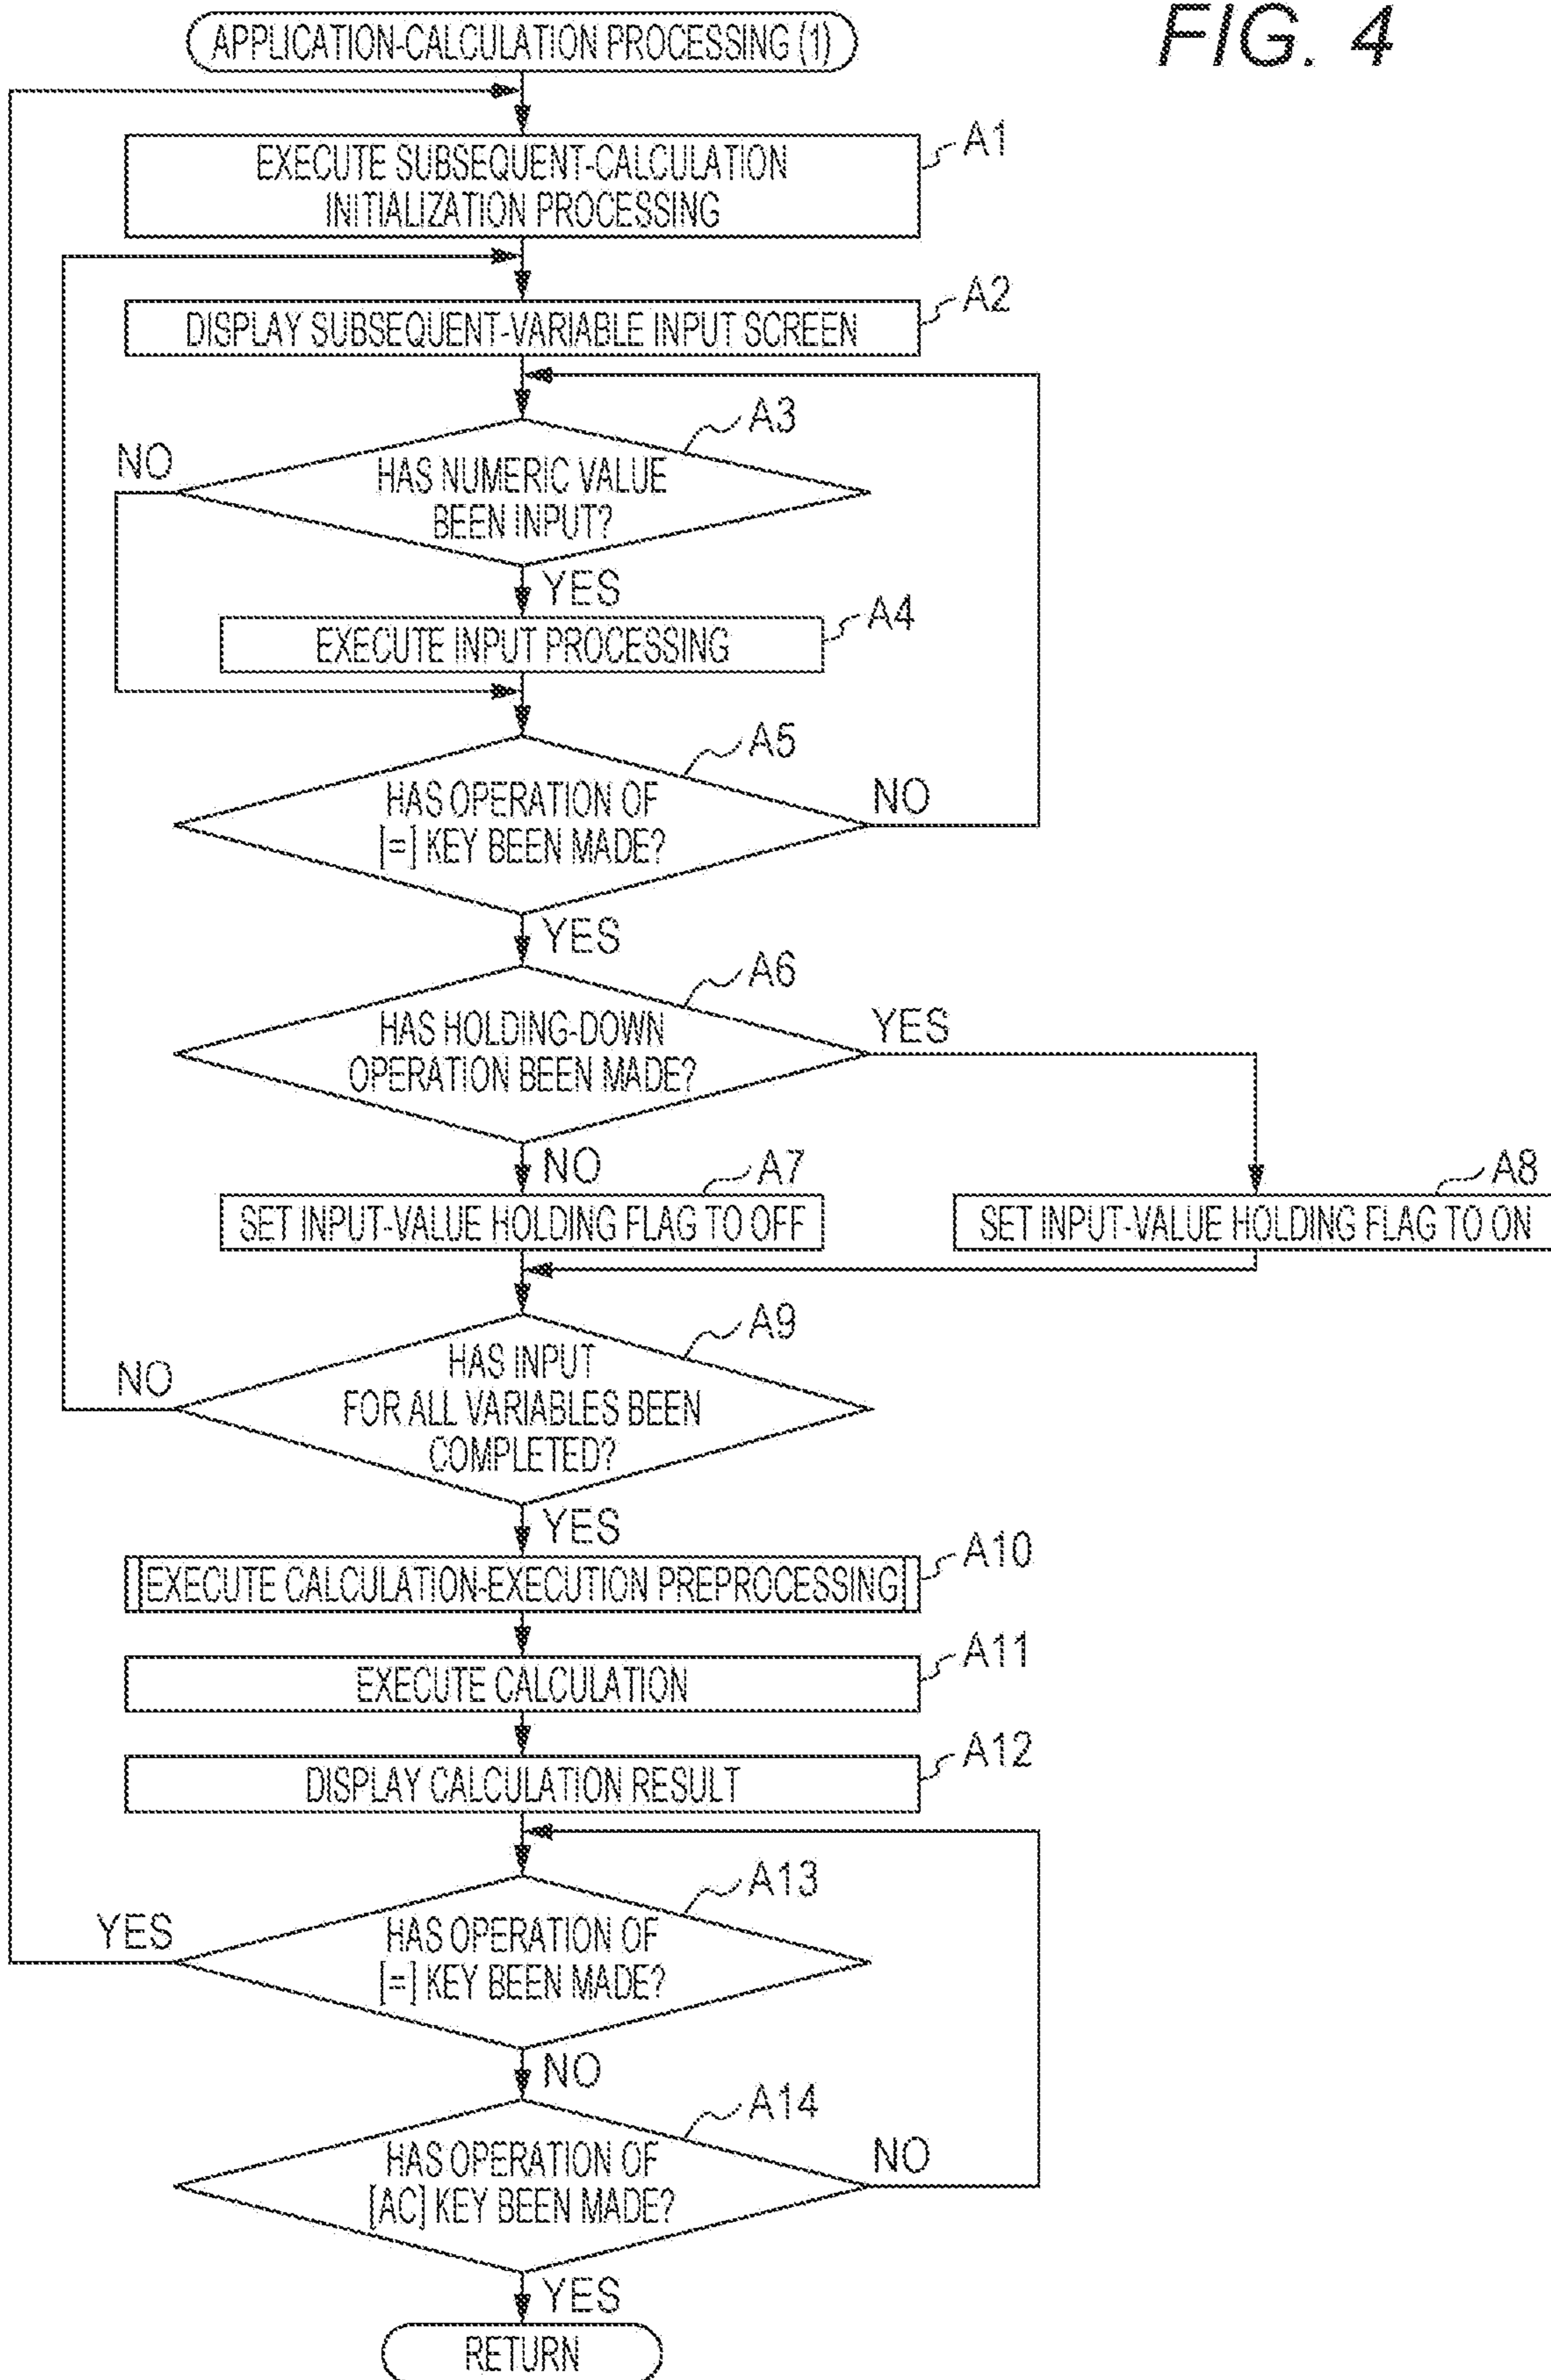 FIG. 4
APPLICATION-CALCULATION PROCESSING (1)
A1
EXECUTE SUBSEQUENT-CALCULATION
INITIALIZATION PROCESSING
A2
DISPLAY SUBSEQUENT-VARIABLE INPUT SCREEN
A3
NO
HAS NUMERIC VALUE
BEEN INPUT?
YES
A4
EXECUTE INPUT PROCESSING
A5
HAS OPERATION OF
[=] KEY BEEN MADE?
NO
YES
A6
HAS HOLDING-DOWN
OPERATION BEEN MADE?
YES
NO
A7
A8
SET INPUT-VALUE HOLDING FLAG TO OFF
SET INPUT-VALUE HOLDING FLAG TO ON
A9
NO
HAS INPUT
FOR ALL VARIABLES BEEN
COMPLETED?
YES
A10
EXECUTE CALCULATION-EXECUTION PREPROCESSING
A11
EXECUTE CALCULATION
A12
DISPLAY CALCULATION RESULT
A13
YES
HAS OPERATION OF
[=] KEY BEEN MADE?
NO
A14
HAS OPERATION OF
[AC] KEY BEEN MADE?
NO
YES
RETURN